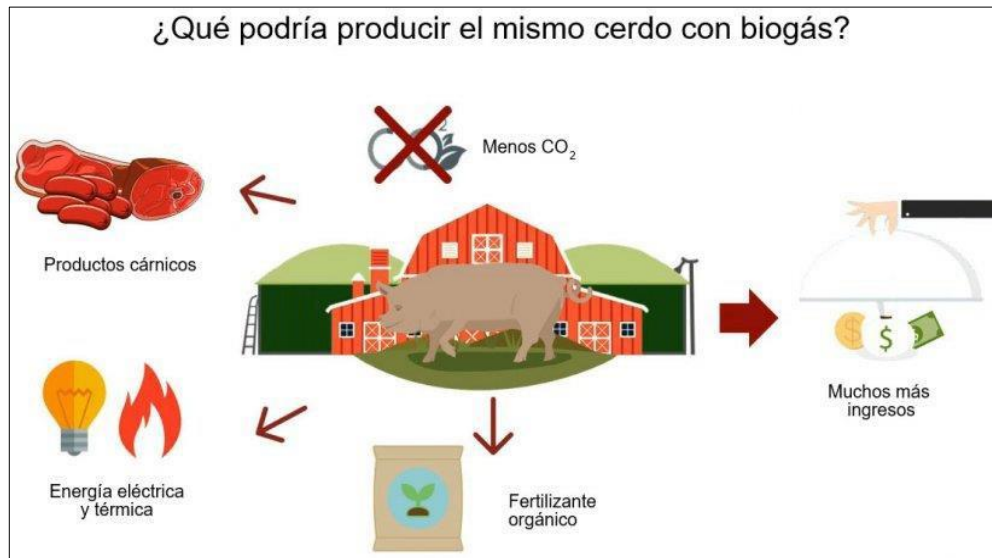 ¿Qué podría producir el mismo cerdo con biogás?
CO2
Menos CO₂
Productos cárnicos
$
$
$
Muchos más
ingresos
Energía eléctrica
y térmica
Fertilizante
orgánico